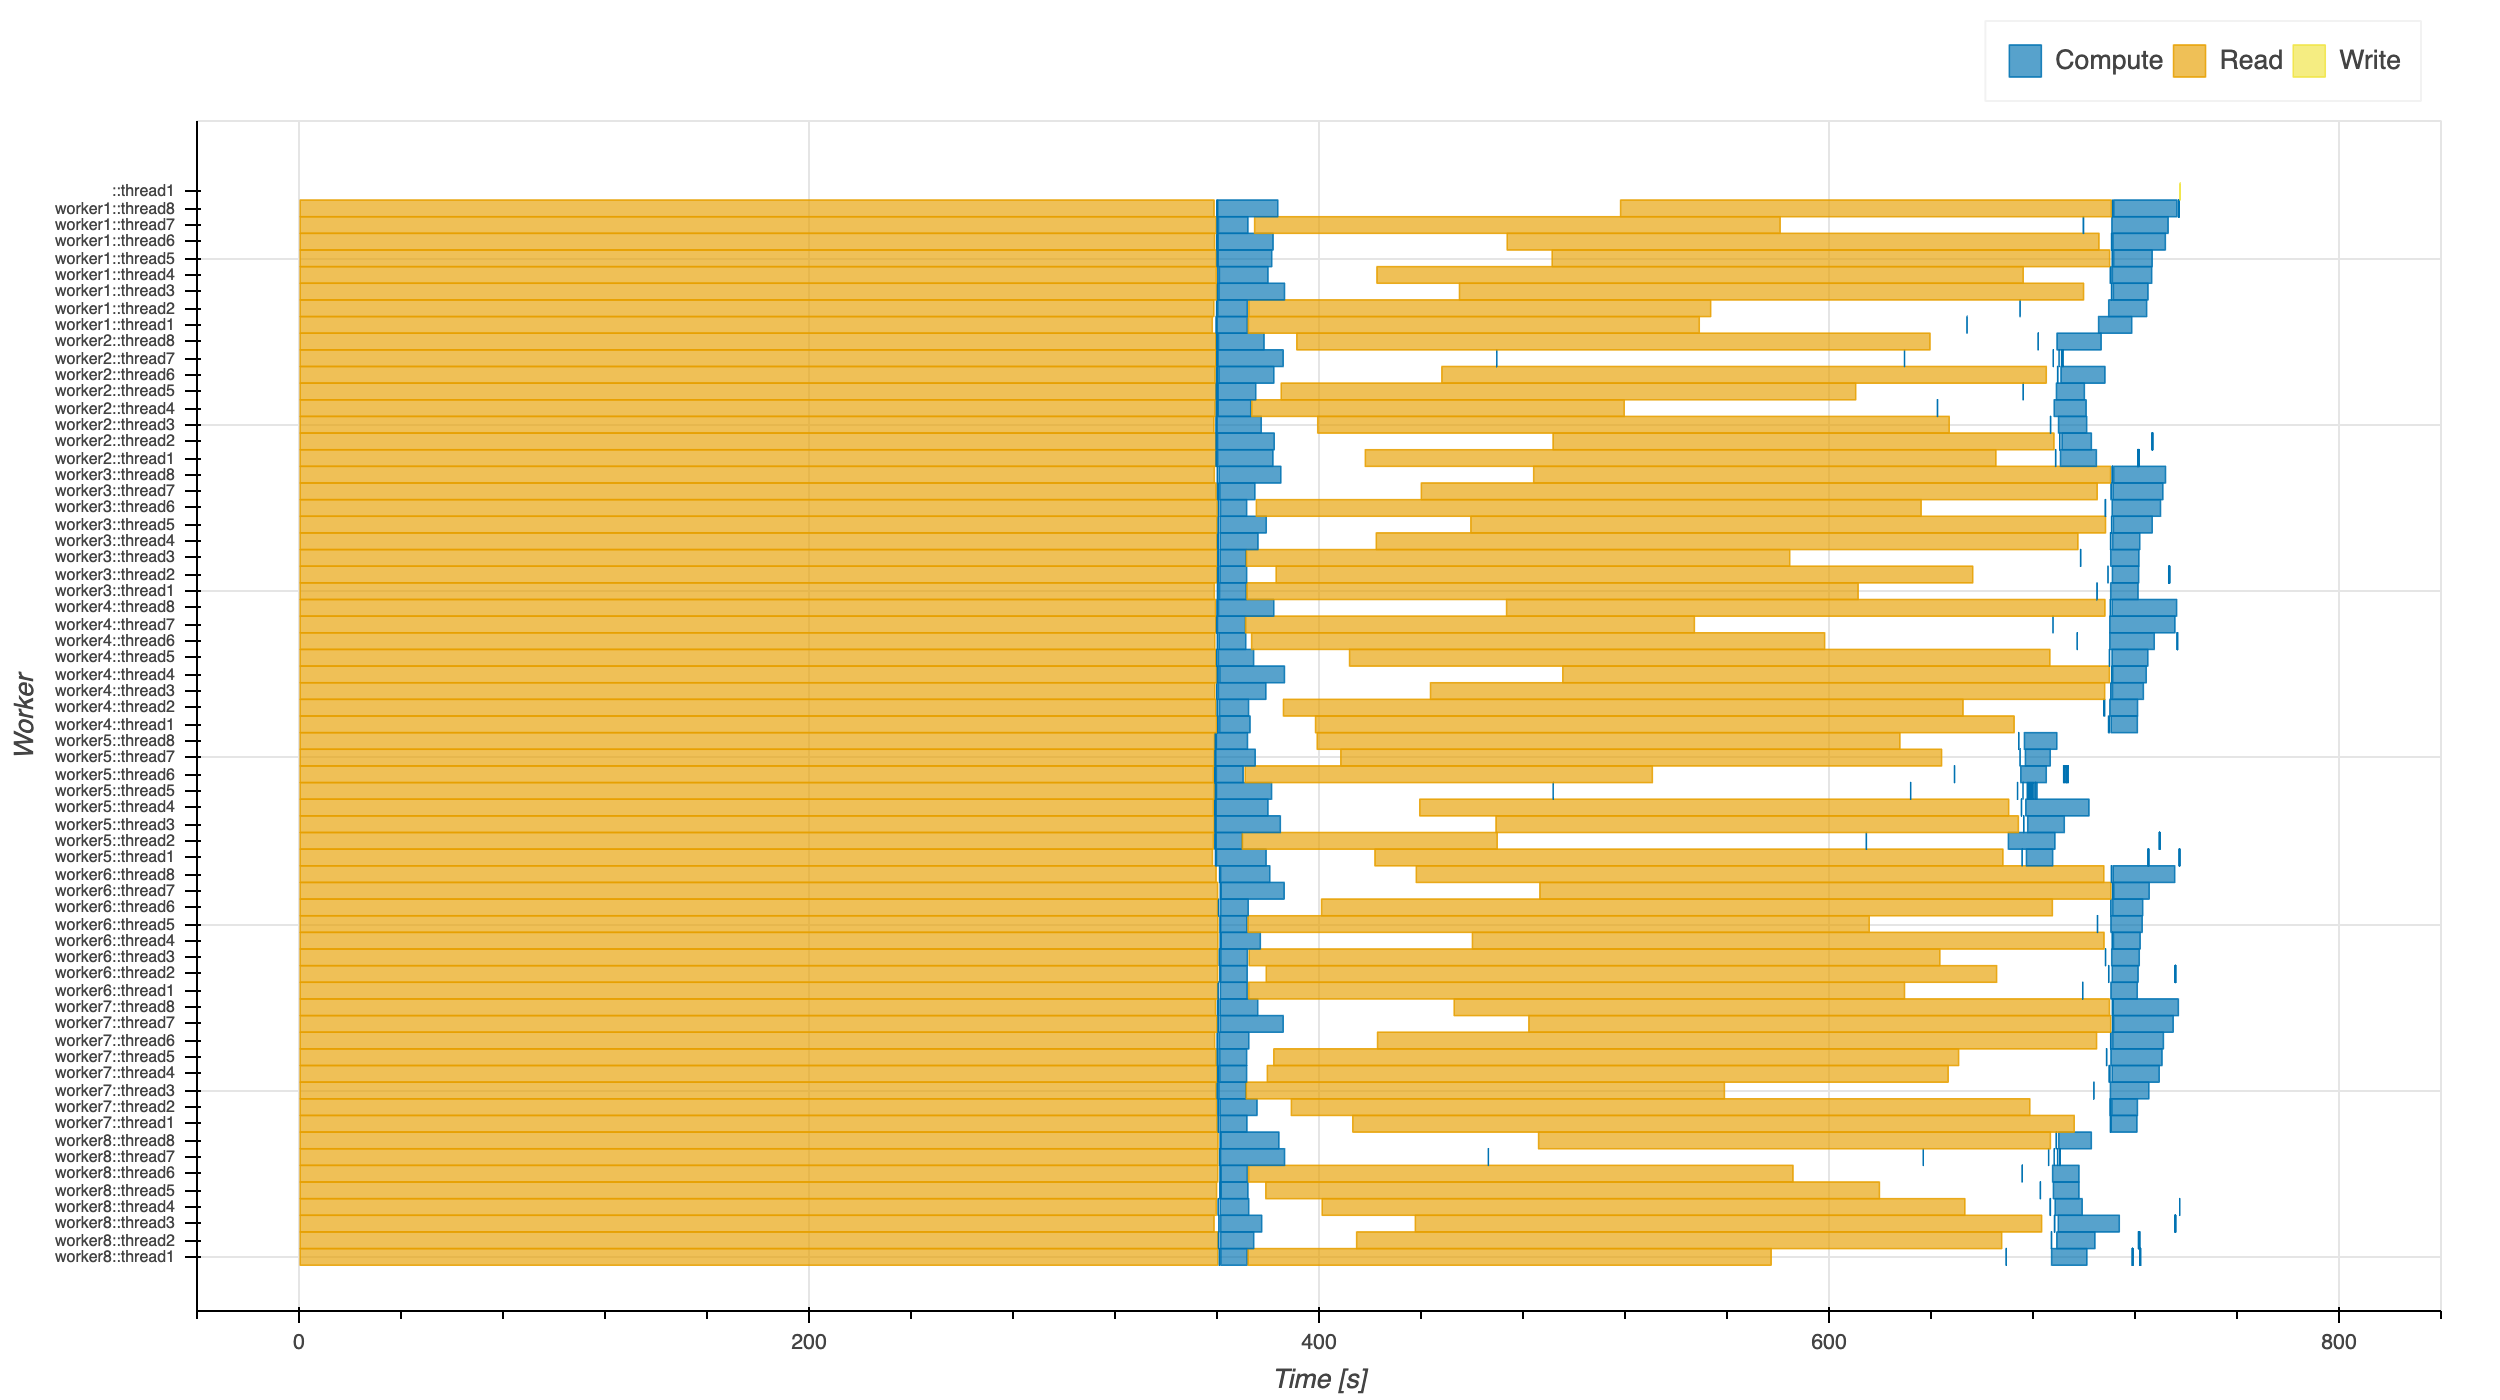 Compute Read Write
::thread1
worker1::thread8
worker1::thread7
worker1::thread6
worker1::thread5
worker1::thread4
worker1::thread3
worker1::thread2
worker1::thread1
worker2::thread8
worker2::thread7
worker2::thread6
worker2::thread5
worker2::thread4
worker2::thread3
worker2::thread2
worker2::thread1
worker3::thread8
worker3::thread7
worker3::thread6
worker3::thread5
worker3::thread4
worker3::thread3
worker3::thread2
worker3::thread1
worker4::thread8
worker4::thread7
worker4::thread6
worker4::thread5
worker4::thread4
worker4::thread3
worker4::thread2
worker4::thread1
worker5::thread8
worker5::thread7
worker5::thread6
worker5::thread5
worker5::thread4
worker5::thread3
worker5::thread2
worker5::thread1
worker6::thread8
worker6::thread7
worker6::thread6
worker6::thread5
worker6::thread4
worker6::thread3
worker6::thread2
worker6::thread1
worker7::thread8
worker7::thread7
worker7::thread6
worker7::thread5
worker7::thread4
worker7::thread3
worker7::thread2
worker7::thread1
worker8::thread8
worker8::thread7
worker8::thread6
worker8::thread5
worker8::thread4
worker8::thread3
worker8::thread2
worker8::thread1
Worker
0 200 400 600 800
Time [s]